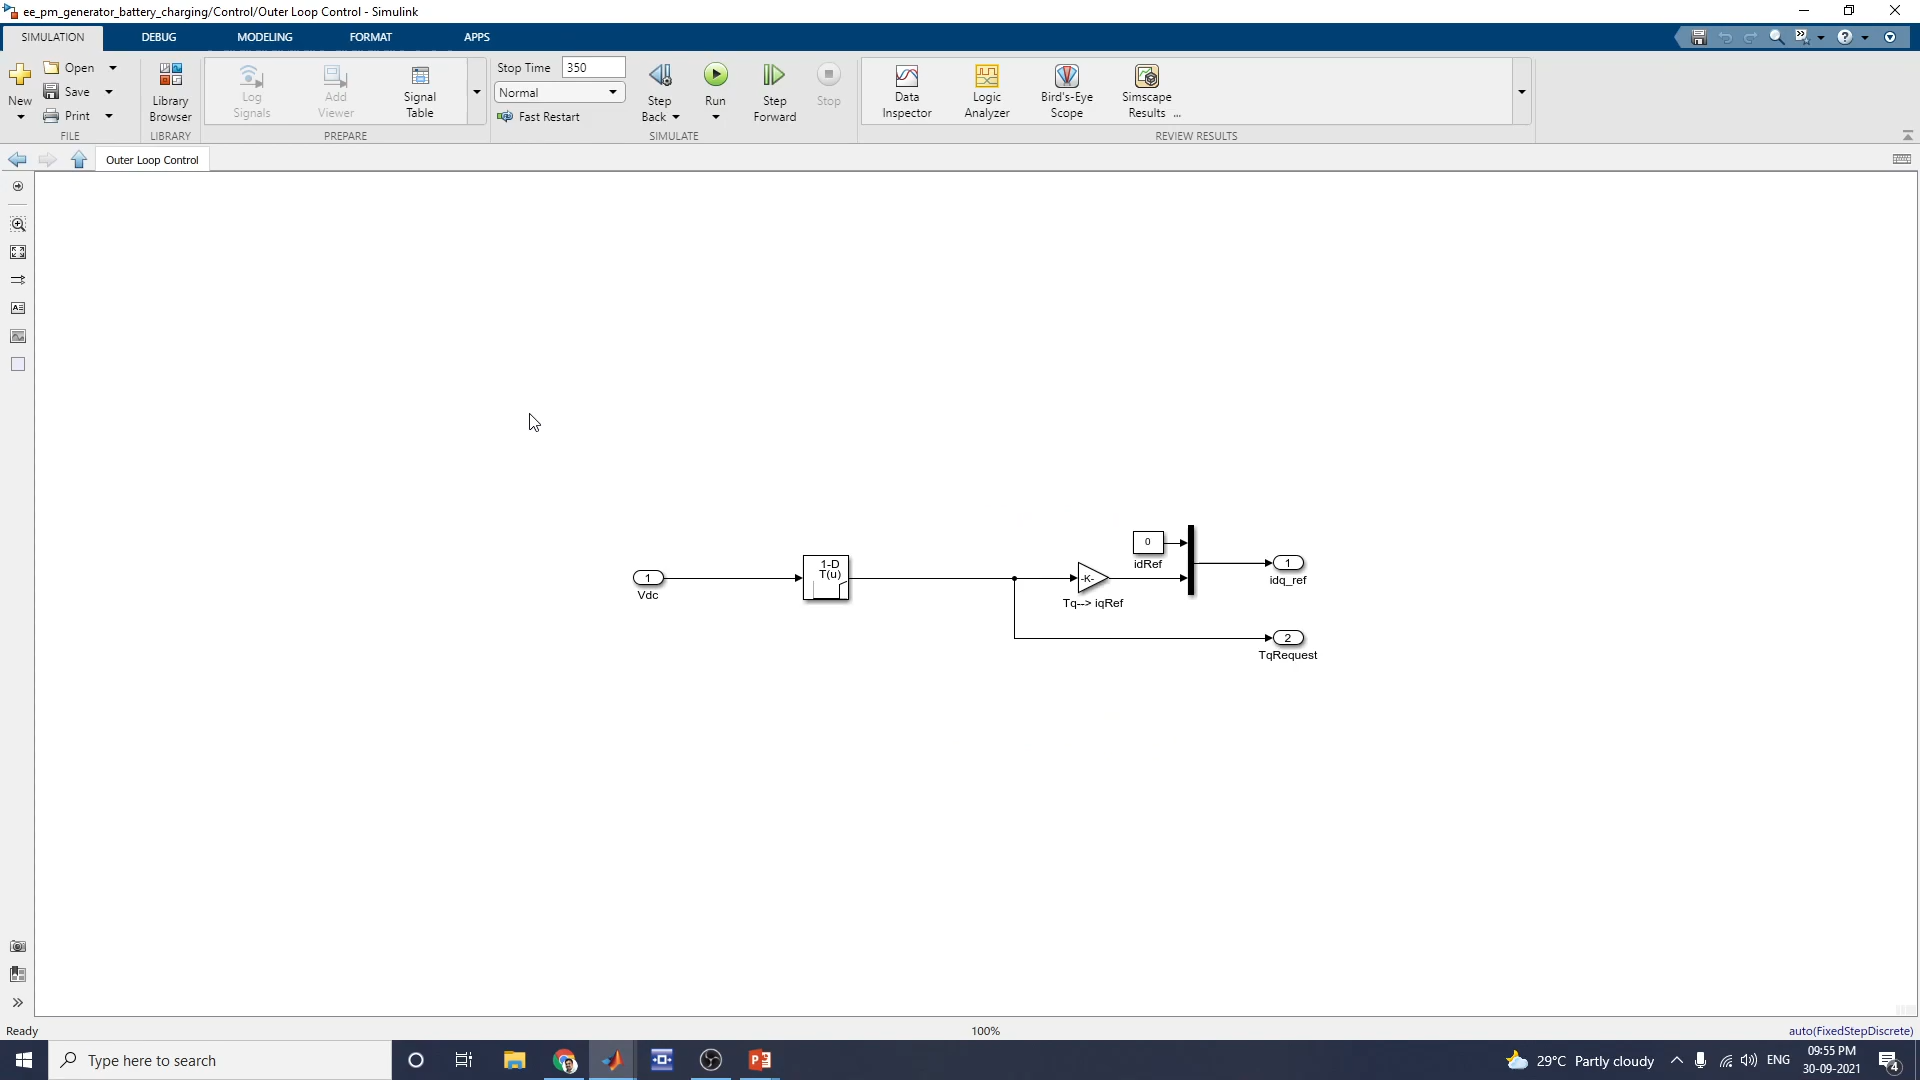 ee_pm_generator_battery_charging/Control/Outer Loop Control - Simulink
SIMULATION
DEBUG
MODELING
FORMAT
APPS
New
Open
Save
Print
FILE
Library
Browser
LIBRARY
Log
Signals
Add
Viewer
Signal
Table
PREPARE
Stop Time 350
Normal
Fast Restart
Step
Back
Run
Step
Forward
Stop
SIMULATE
Data
Inspector
Logic
Analyzer
Bird's-Eye
Scope
Simscape
Results ...
REVIEW RESULTS
Outer Loop Control
1
Vdc
1-D
T(u)
0
idRef
-K-
Tq--> iqRef
1
idq_ref
2
TqRequest
Ready
100%
auto(FixedStepDiscrete)
Type here to search
29°C Partly cloudy
ENG
09:55 PM
30-09-2021
4